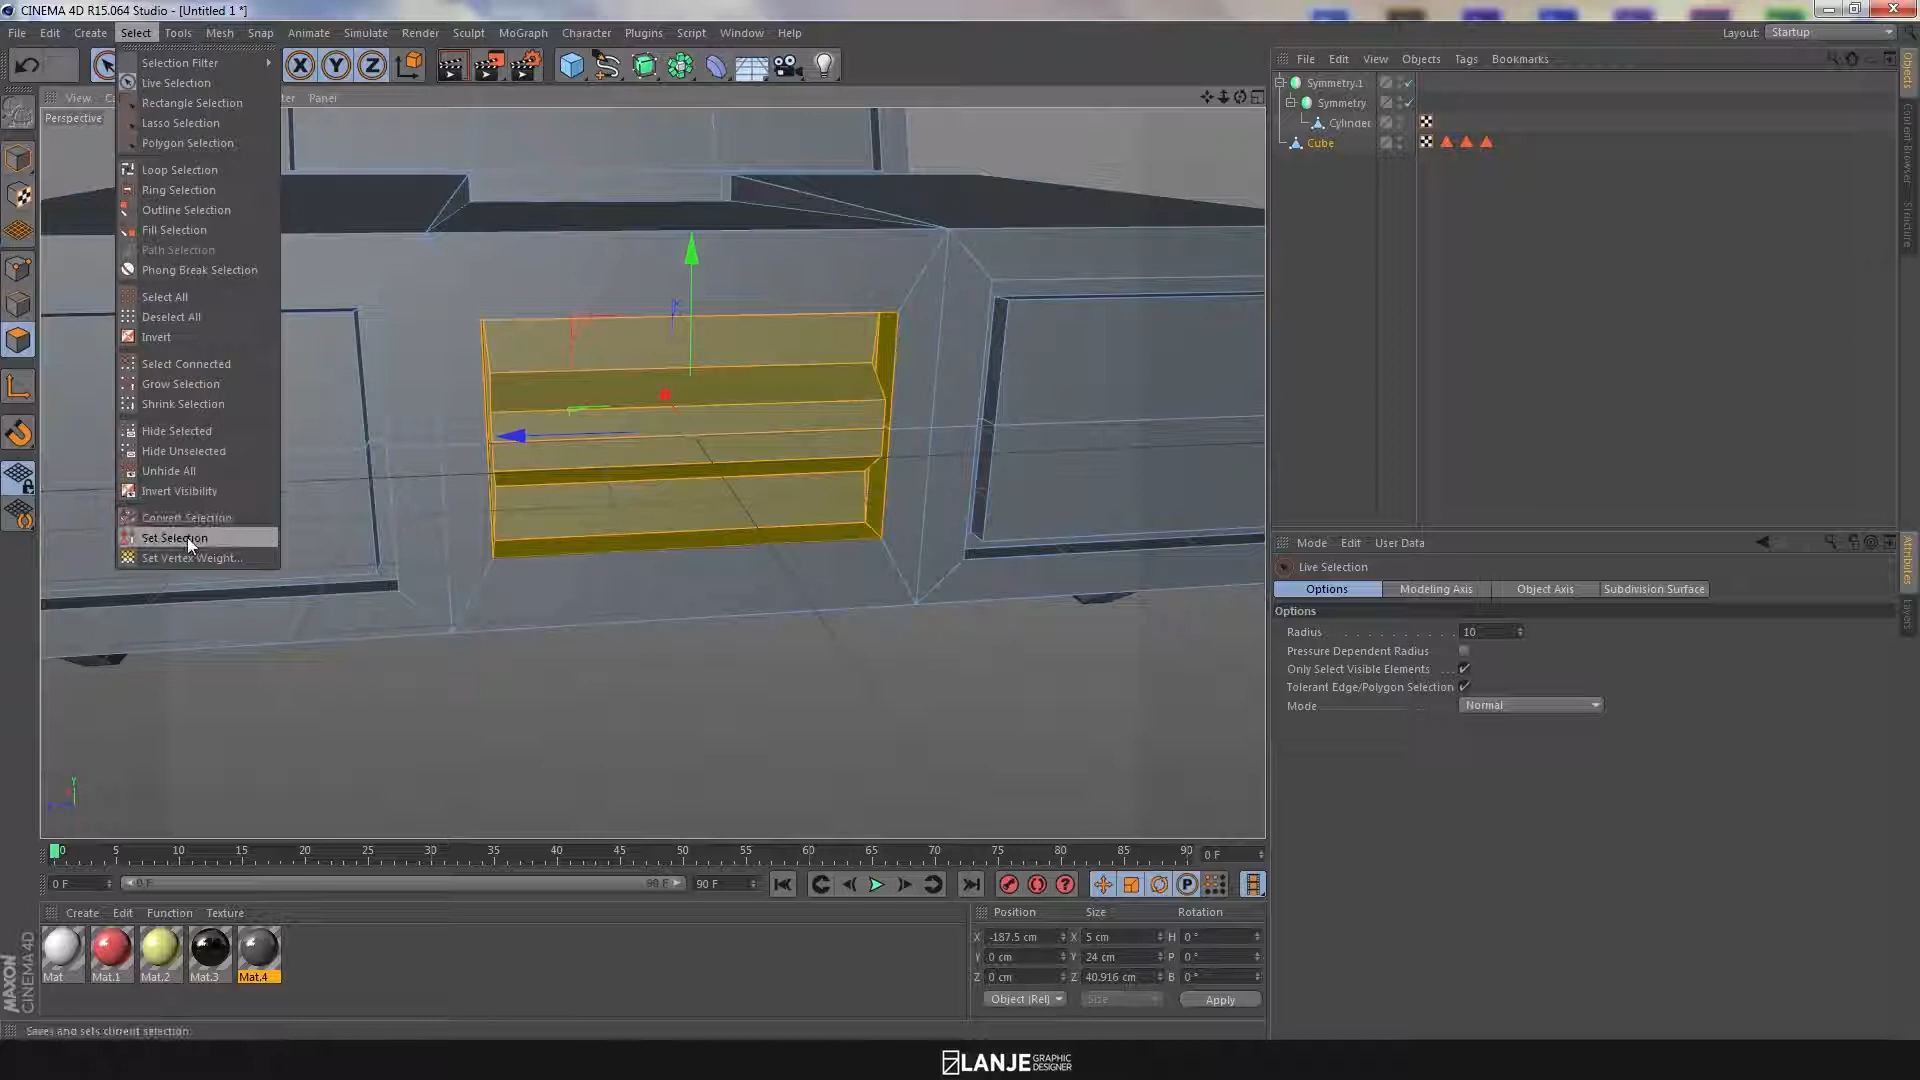 CINEMA 4D R15.064 Studio - [Untitled 1 *]
File Edit Create Select Tools Mesh Snap Animate Simulate Render Sculpt MoGraph Character Plugins Script Window Help
Layout: Startup
View
Panel
Perspective
Selection Filter
Live Selection
Rectangle Selection
Lasso Selection
Polygon Selection
Loop Selection
Ring Selection
Outline Selection
Fill Selection
Path Selection
Phong Break Selection
Select All
Deselect All
Invert
Select Connected
Grow Selection
Shrink Selection
Hide Selected
Hide Unselected
Unhide All
Invert Visibility
Convert Selection
Set Selection
Set Vertex Weight...
X Y Z
File Edit View Objects Tags Bookmarks
Symmetry.1
Symmetry
Cylinder
Cube
Objects
Content Browser
Structure
Mode Edit User Data
Live Selection
Options Modeling Axis Object Axis Subdivision Surface
Options
Radius 10
Pressure Dependent Radius
Only Select Visible Elements
Tolerant Edge/Polygon Selection
Mode Normal
Attributes
Layers
0 5 10 15 20 25 30 35 40 45 50 55 60 65 70 75 80 85 90
0 F
0 F 0 F 90 F 90 F
Create Edit Function Texture
Mat Mat.1 Mat.2 Mat.3 Mat.4
Position Size Rotation
X -187.5 cm X 5 cm H 0 °
Y 0 cm Y 24 cm P 0 °
Z 0 cm Z 40.916 cm B 0 °
Object (Rel) Size Apply
MAXON
CINEMA 4D
Saves and sets current selection
LANJE GRAPHIC DESIGNER